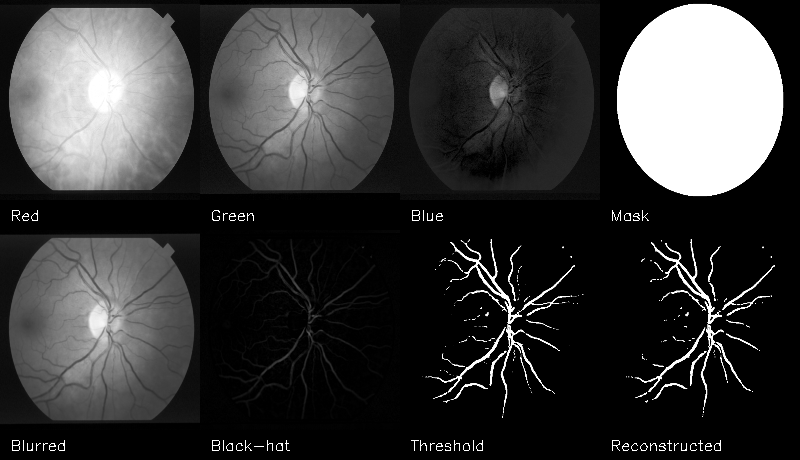 Red
Green
Blue
Mask
Blurred
Black-hat
Threshold
Reconstructed